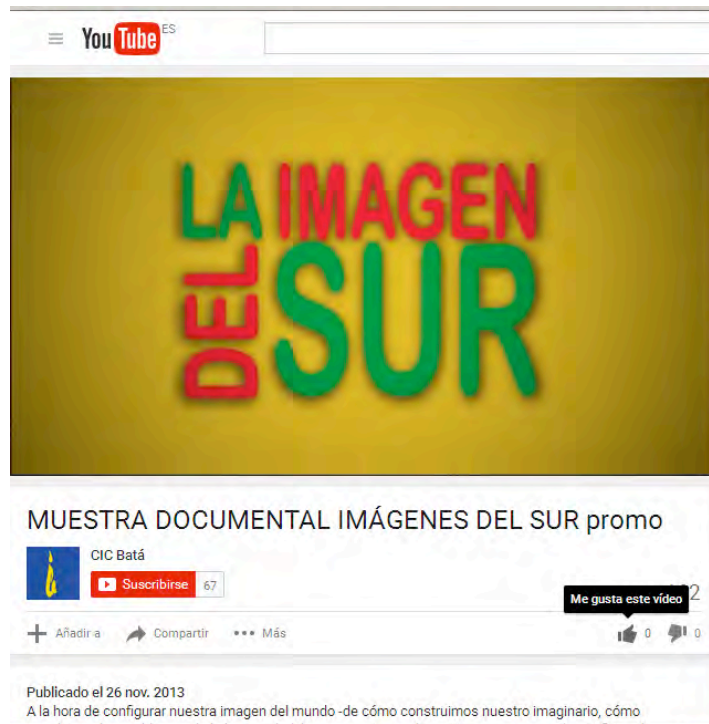 YouTube ES
LA IMAGEN
DEL SUR
MUESTRA DOCUMENTAL IMÁGENES DEL SUR promo
CIC Batá
Suscribirse 67
2
Me gusta este vídeo
Añadir a Compartir Más 0 0
Publicado el 26 nov. 2013
A la hora de configurar nuestra imagen del mundo -de cómo construimos nuestro imaginario, cómo